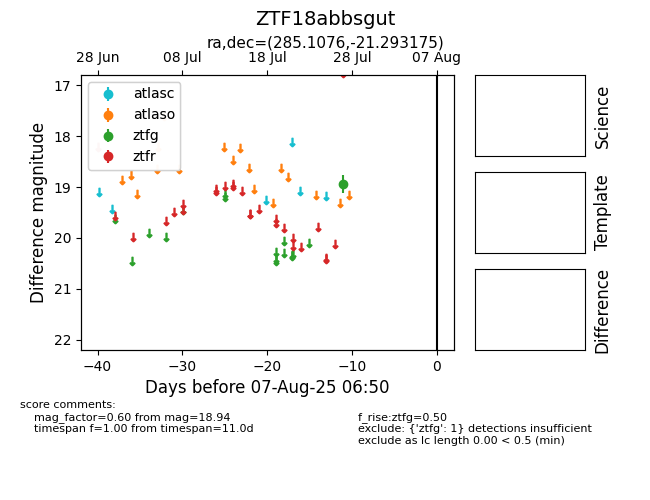 ZTF18abbsgut
ra,dec=(285.1076,-21.293175)
28 Jun 08 Jul 18 Jul 28 Jul 07 Aug
17
18
19
20
21
22
Difference magnitude
atlasc
atlaso
ztfg
ztfr
−40 −30 −20 −10 0
Days before 07-Aug-25 06:50
Science
Template
Difference
score comments:
mag_factor=0.60 from mag=18.94
timespan f=1.00 from timespan=11.0d
f_rise:ztfg=0.50
exclude: {'ztfg': 1} detections insufficient
exclude as lc length 0.00 < 0.5 (min)